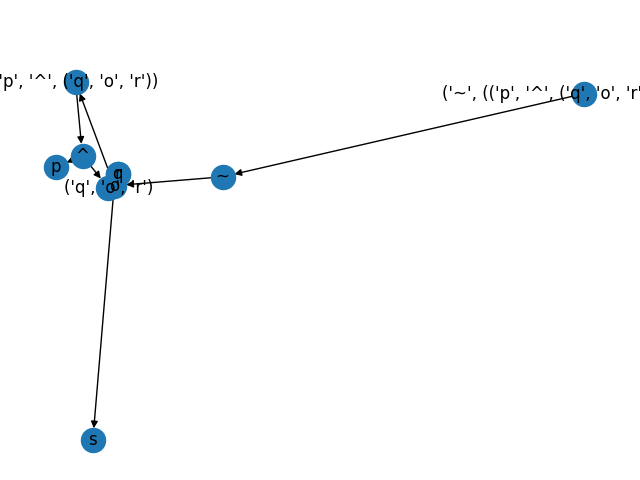 'p', '^', ('q', 'o', 'r'))
('~', (('p', '^', ('q', 'o', 'r'
^
p
q
o
('q', 'o', 'r')
~
s